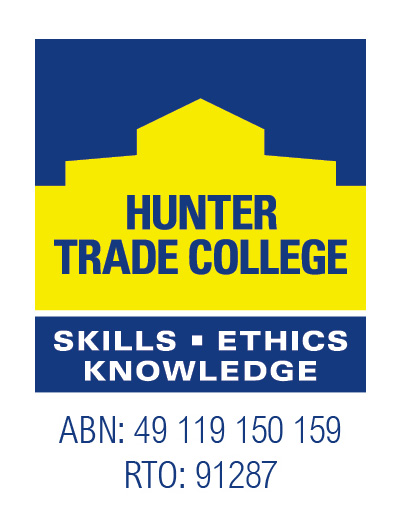 HUNTER
TRADE COLLEGE
SKILLS ▪ ETHICS
KNOWLEDGE
ABN: 49 119 150 159
RTO: 91287